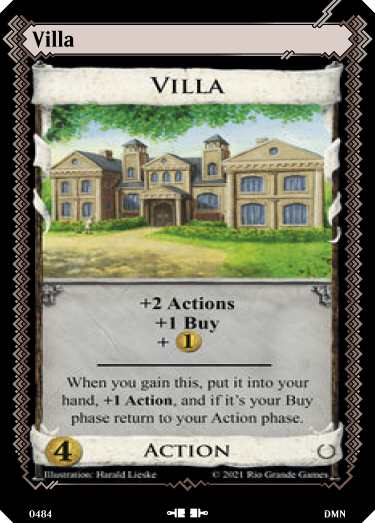 Villa
VILLA
+2 Actions
+1 Buy
+ 1
When you gain this, put it into your
hand, +1 Action, and if it's your Buy
phase return to your Action phase.
4 ACTION
Illustration: Harald Lieske © 2021 Rio Grande Games
0484 DMN